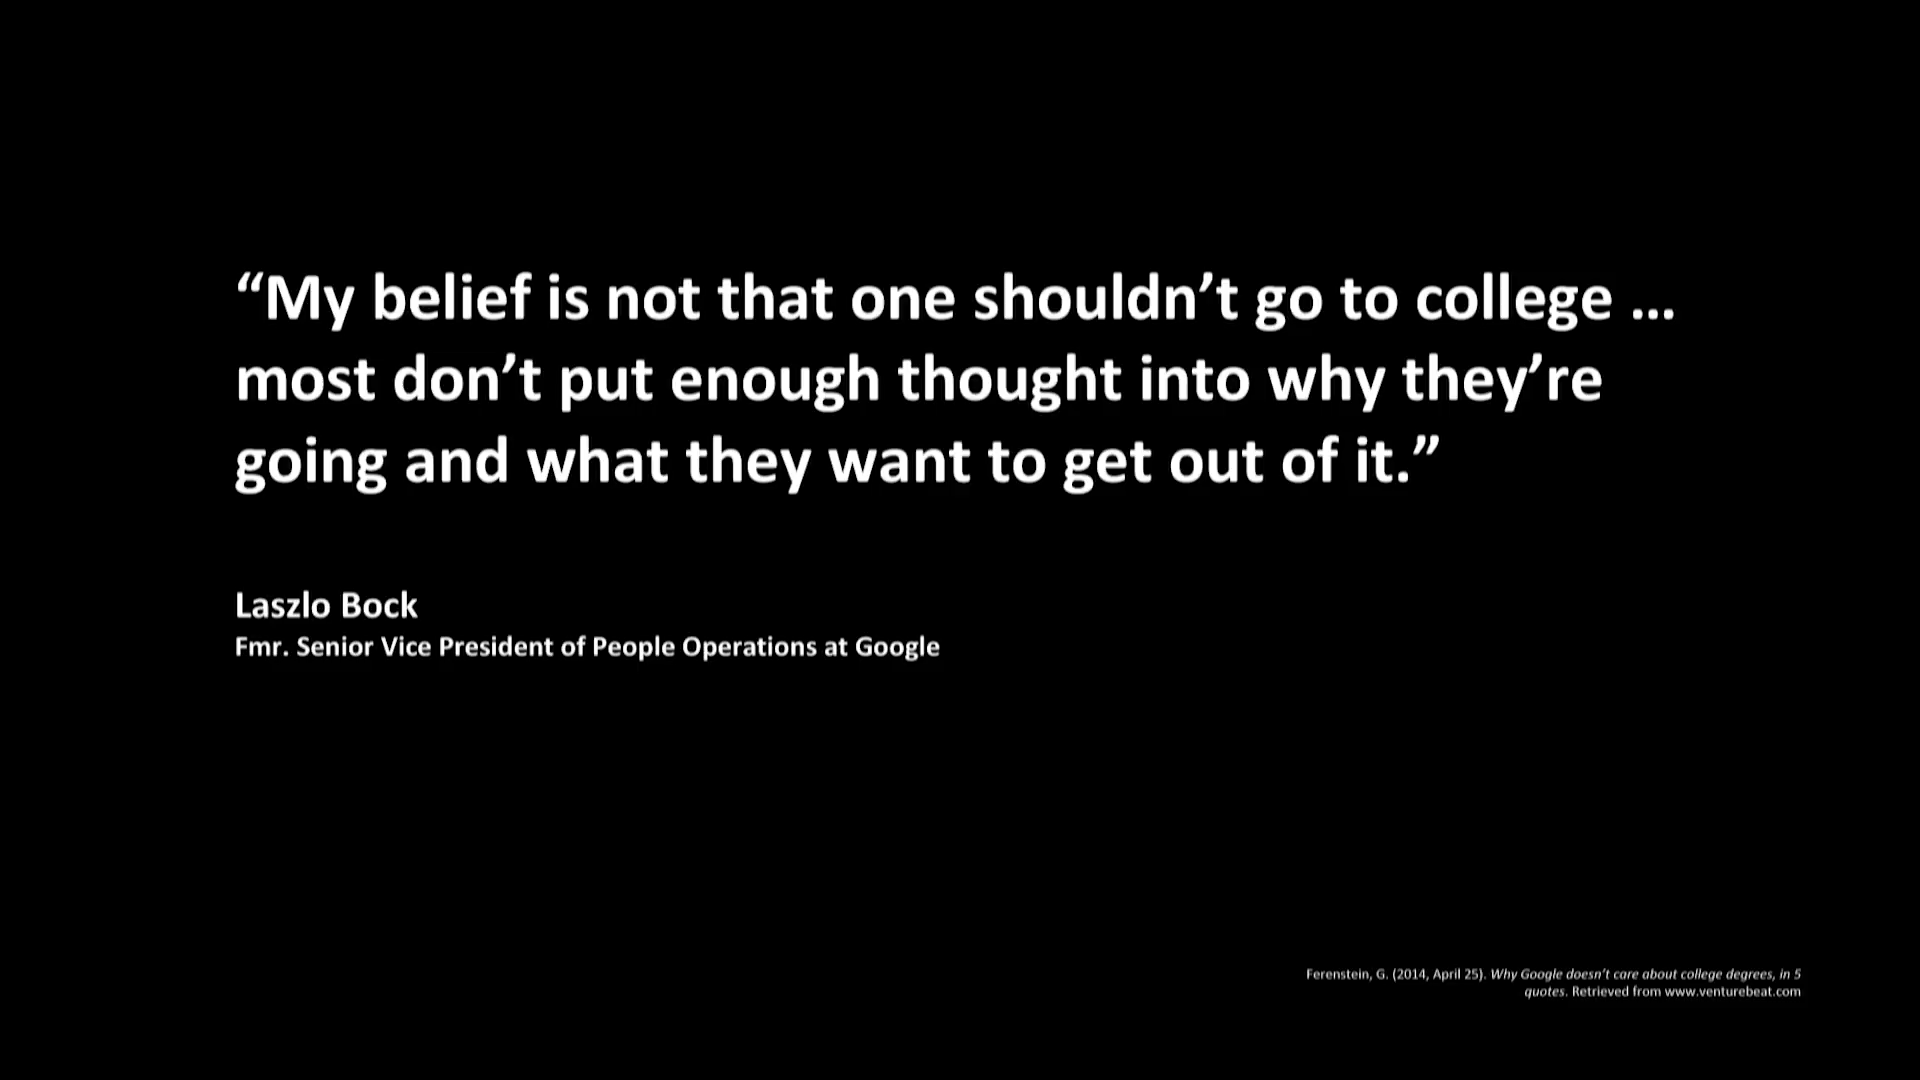 “My belief is not that one shouldn’t go to college ...
most don’t put enough thought into why they’re
going and what they want to get out of it.”
Laszlo Bock
Fmr. Senior Vice President of People Operations at Google
Ferenstein, G. (2014, April 25). Why Google doesn’t care about college degrees, in 5
quotes. Retrieved from www.venturebeat.com